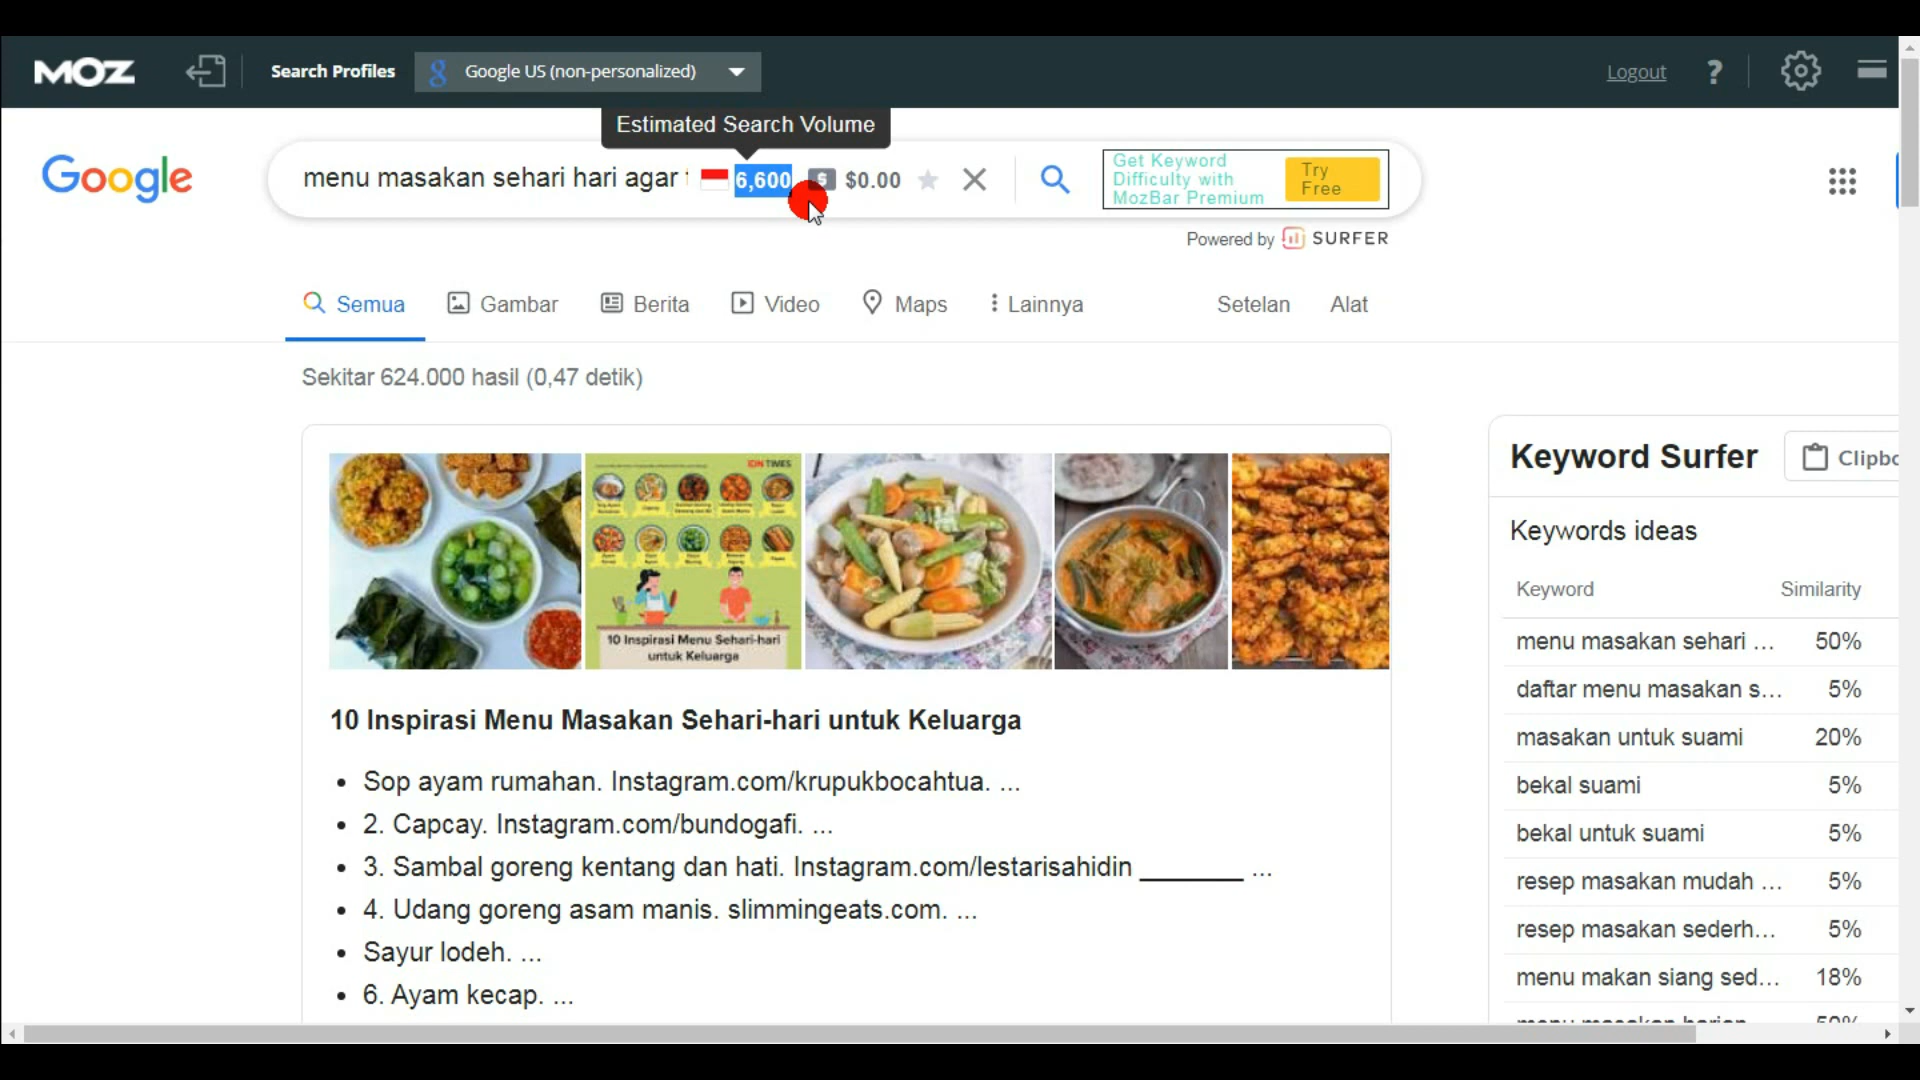 MOZ
Search Profiles
Google US (non-personalized)
Logout
?
Estimated Search Volume
Google
menu masakan sehari hari agar
6,600
$0.00
Get Keyword
Difficulty with
MozBar Premium
Try
Free
Powered by SURFER
Semua
Gambar
Berita
Video
Maps
Lainnya
Setelan
Alat
Sekitar 624.000 hasil (0,47 detik)
IDN TIMES
10 Inspirasi Menu Sehari-hari
untuk Keluarga
10 Inspirasi Menu Masakan Sehari-hari untuk Keluarga
• Sop ayam rumahan. Instagram.com/krupukbocahtua. ...
• 2. Capcay. Instagram.com/bundogafi. ...
• 3. Sambal goreng kentang dan hati. Instagram.com/lestarisahidin ________ ...
• 4. Udang goreng asam manis. slimmingeats.com. ...
• Sayur lodeh. ...
• 6. Ayam kecap. ...
Keyword Surfer
Clipbo
Keywords ideas
Keyword Similarity
menu masakan sehari ... 50%
daftar menu masakan s... 5%
masakan untuk suami 20%
bekal suami 5%
bekal untuk suami 5%
resep masakan mudah ... 5%
resep masakan sederh... 5%
menu makan siang sed... 18%